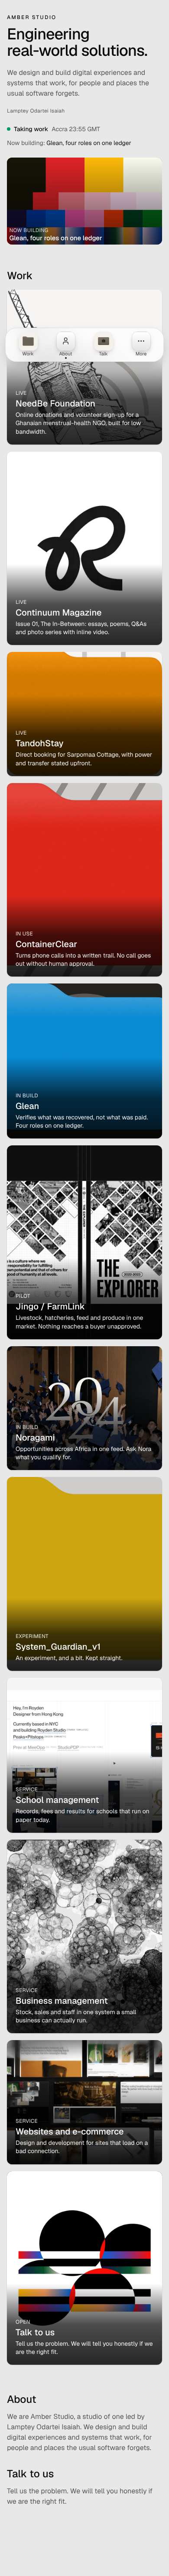 AMBER STUDIO
Engineering
real-world solutions.
We design and build digital experiences and
systems that work, for people and places the
usual software forgets.
Lamptey Odartei Isaiah
Taking work Accra 23:55 GMT
Now building: Glean, four roles on one ledger
NOW BUILDING
Glean, four roles on one ledger
Work
Work
About
Talk
More
LIVE
NeedBe Foundation
Online donations and volunteer sign-up for a
Ghanaian menstrual-health NGO, built for low
bandwidth.
LIVE
Continuum Magazine
Issue 01, The In-Between: essays, poems, Q&As
and photo series with inline video.
LIVE
TandohStay
Direct booking for Sarpomaa Cottage, with power
and transfer stated upfront.
IN USE
ContainerClear
Turns phone calls into a written trail. No call goes
out without human approval.
IN BUILD
Glean
Verifies what was recovered, not what was paid.
Four roles on one ledger.
THE
EXPLORER
PILOT
Jingo / FarmLink
Livestock, hatcheries, feed and produce in one
market. Nothing reaches a buyer unapproved.
IN BUILD
Noragami
Opportunities across Africa in one feed. Ask Nora
what you qualify for.
EXPERIMENT
System_Guardian_v1
An experiment, and a bit. Kept straight.
Hey, I'm Royden
Designer from Hong Kong
Currently based in NYC
SERVICE
School management
Records, fees and results for schools that run on
paper today.
SERVICE
Business management
Stock, sales and staff in one system a small
business can actually run.
SERVICE
Websites and e-commerce
Design and development for sites that load on a
bad connection.
OPEN
Talk to us
Tell us the problem. We will tell you honestly if we
are the right fit.
About
We are Amber Studio, a studio of one led by
Lamptey Odartei Isaiah. We design and build
digital experiences and systems that work, for
people and places the usual software forgets.
Talk to us
Tell us the problem. We will tell you honestly if
we are the right fit.